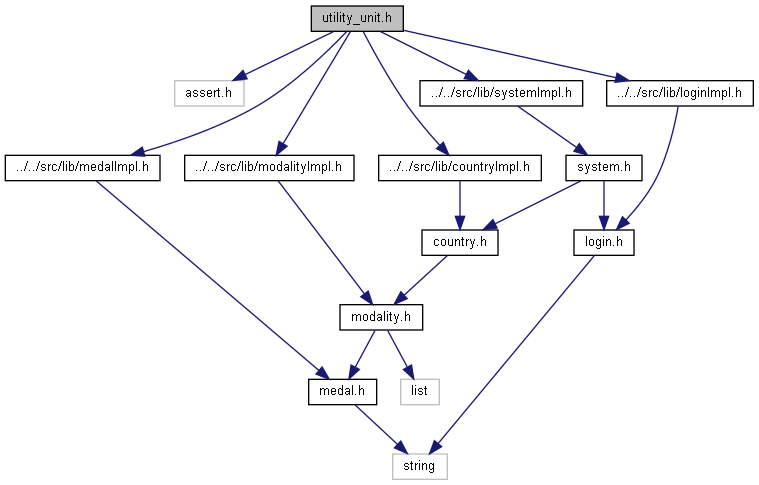 utility_unit.h
assert.h
../../src/lib/systemImpl.h
../../src/lib/loginImpl.h
../../src/lib/medalImpl.h
../../src/lib/modalityImpl.h
../../src/lib/countryImpl.h
system.h
country.h
login.h
modality.h
medal.h
list
string